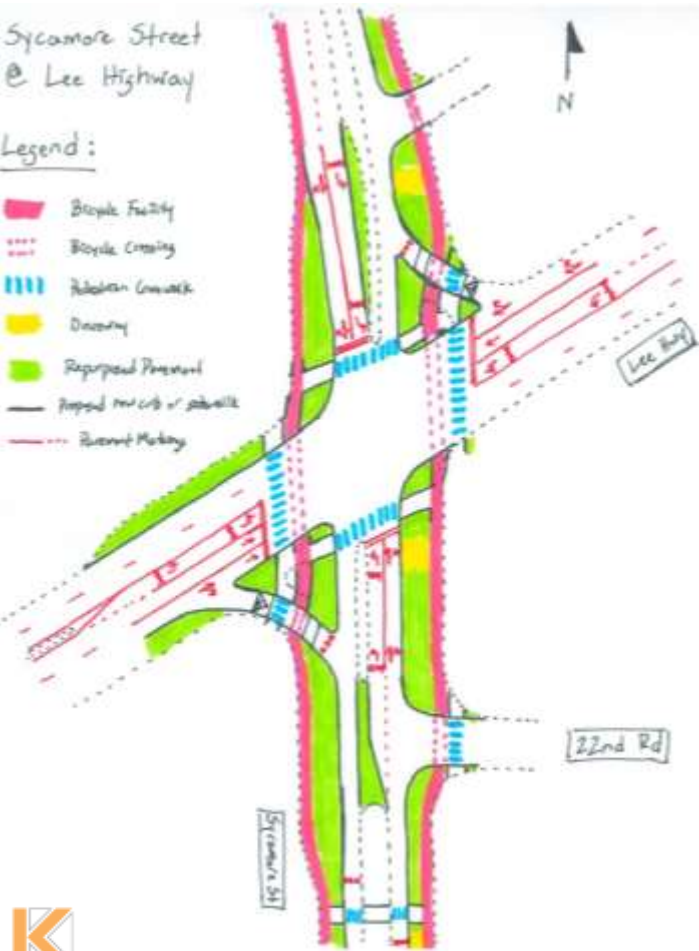 Sycamore Street
@ Lee Highway
N
Legend:
Bicycle Facility
Bicycle Crossing
Pedestrian Crosswalk
Driveway
Repurposed Pavement
Proposed new curb or sidewalk
Pavement Marking
Lee Hwy
22nd Rd
Sycamore St
K